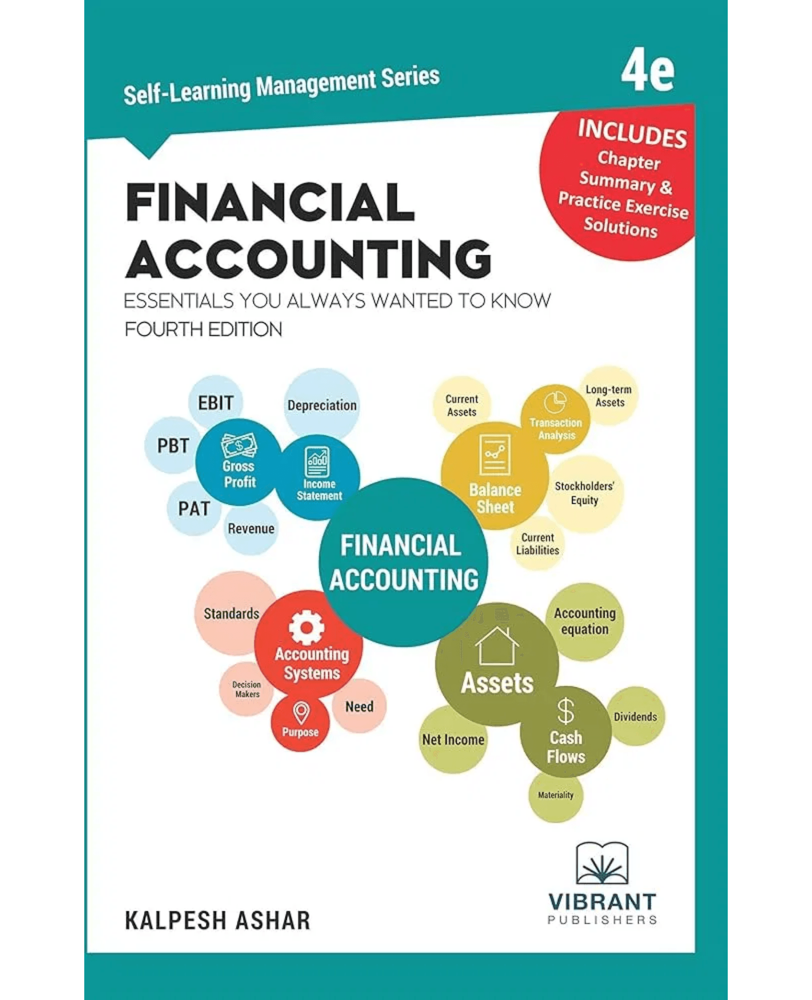 Self-Learning Management Series
4e
INCLUDES
Chapter
Summary &
Practice Exercise
Solutions
FINANCIAL
ACCOUNTING
ESSENTIALS YOU ALWAYS WANTED TO KNOW
FOURTH EDITION
EBIT
Depreciation
PBT
Gross
Profit
Income
Statement
PAT
Revenue
Current
Assets
Transaction
Analysis
Long-term
Assets
Balance
Sheet
Stockholders'
Equity
Current
Liabilities
FINANCIAL
ACCOUNTING
Standards
Accounting
Systems
Decision
Makers
Purpose
Need
Accounting
equation
Assets
Net Income
$
Cash
Flows
Dividends
Materiality
KALPESH ASHAR
VIBRANT
PUBLISHERS